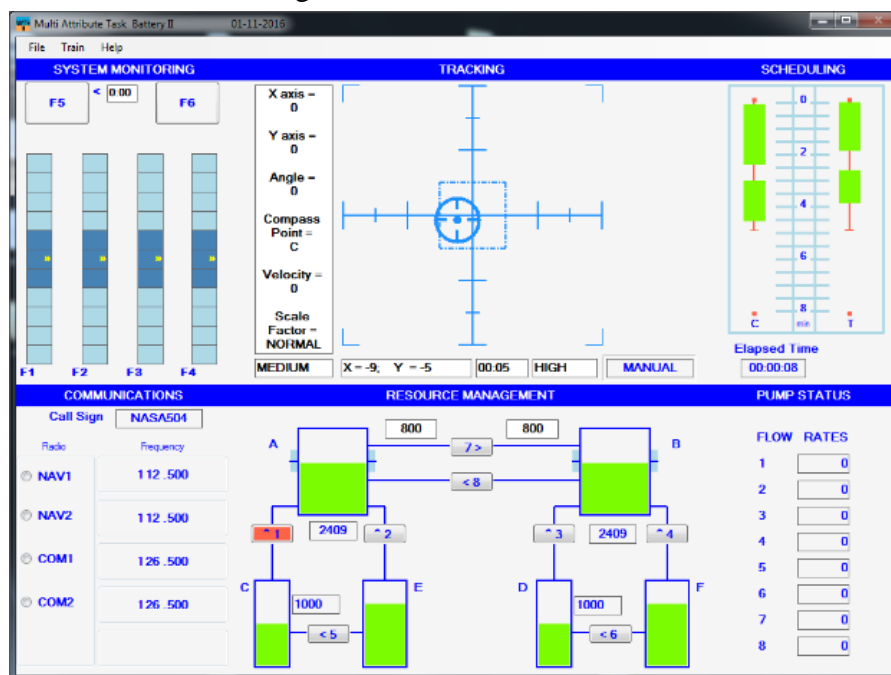 Multi Attribute Task Battery II 01-11-2016
File Train Help
SYSTEM MONITORING
F5
< 0:00
F6
F1 F2 F3 F4
TRACKING
X axis =
0
Y axis =
0
Angle =
0
Compass
Point =
C
Velocity =
0
Scale
Factor =
NORMAL
MEDIUM X = -9; Y = -5 00:05 HIGH MANUAL
SCHEDULING
0
2
4
6
8
C min T
Elapsed Time
00:00:08
COMMUNICATIONS
Call Sign NASA504
Radio Frequency
NAV1 112.500
NAV2 112.500
COM1 126.500
COM2 126.500
RESOURCE MANAGEMENT
800 800
A 7 > B
< 8
^ 1 2409 ^ 2 ^ 3 2409 ^ 4
C E D F
1000 1000
< 5 < 6
PUMP STATUS
FLOW RATES
1 0
2 0
3 0
4 0
5 0
6 0
7 0
8 0